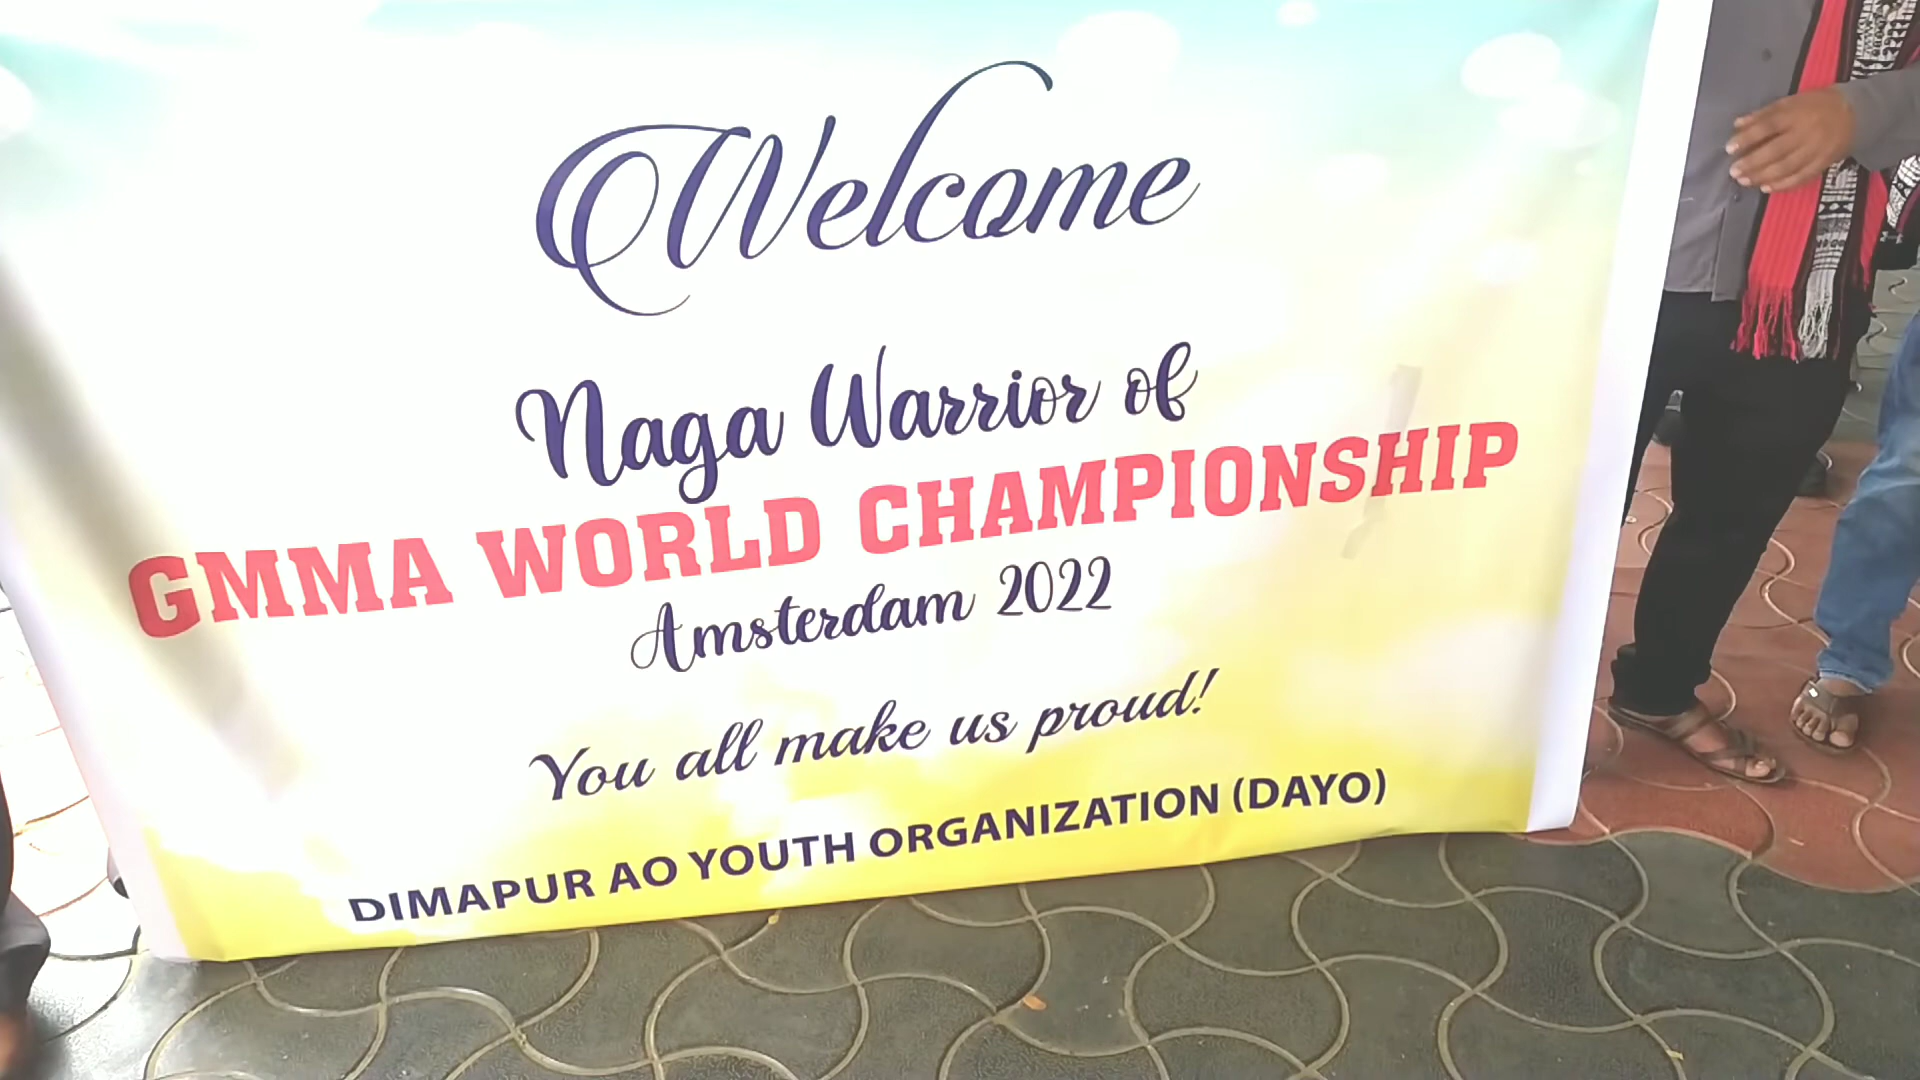 Welcome
Naga Warrior of
GMMA WORLD CHAMPIONSHIP
Amsterdam 2022
You all make us proud!
DIMAPUR AO YOUTH ORGANIZATION (DAYO)